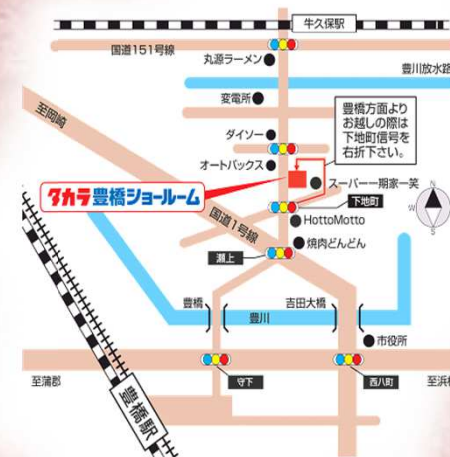 牛久保駅
国道151号線
丸源ラーメン
豊川放水路
変電所
至岡崎
豊橋方面より
お越しの際は
下地町信号を
右折下さい。
ダイソー
オートバックス
スーパー一期家一笑
タカラ豊橋ショールーム
下地町
N
W
S
HottoMotto
国道1号線
焼肉どんどん
瀬上
豊橋
吉田大橋
豊川
市役所
至蒲郡
守下
西八町
至浜松
豊橋駅